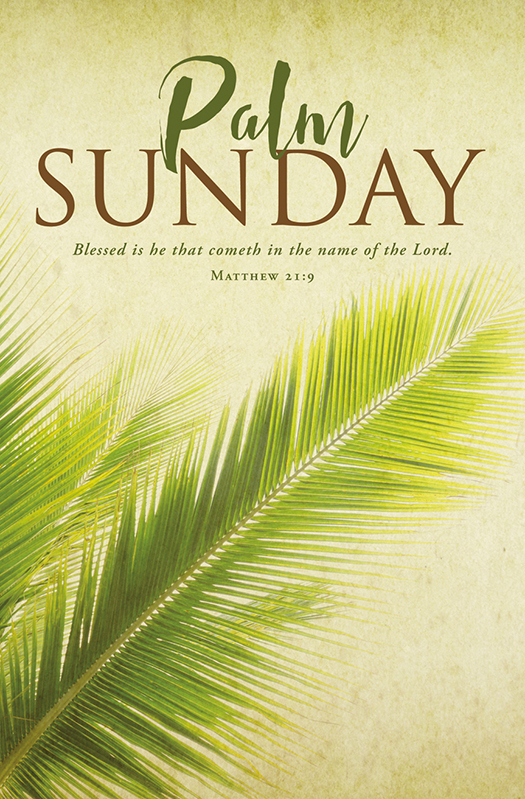 Palm
SUNDAY
Blessed is he that cometh in the name of the Lord.
MATTHEW 21:9